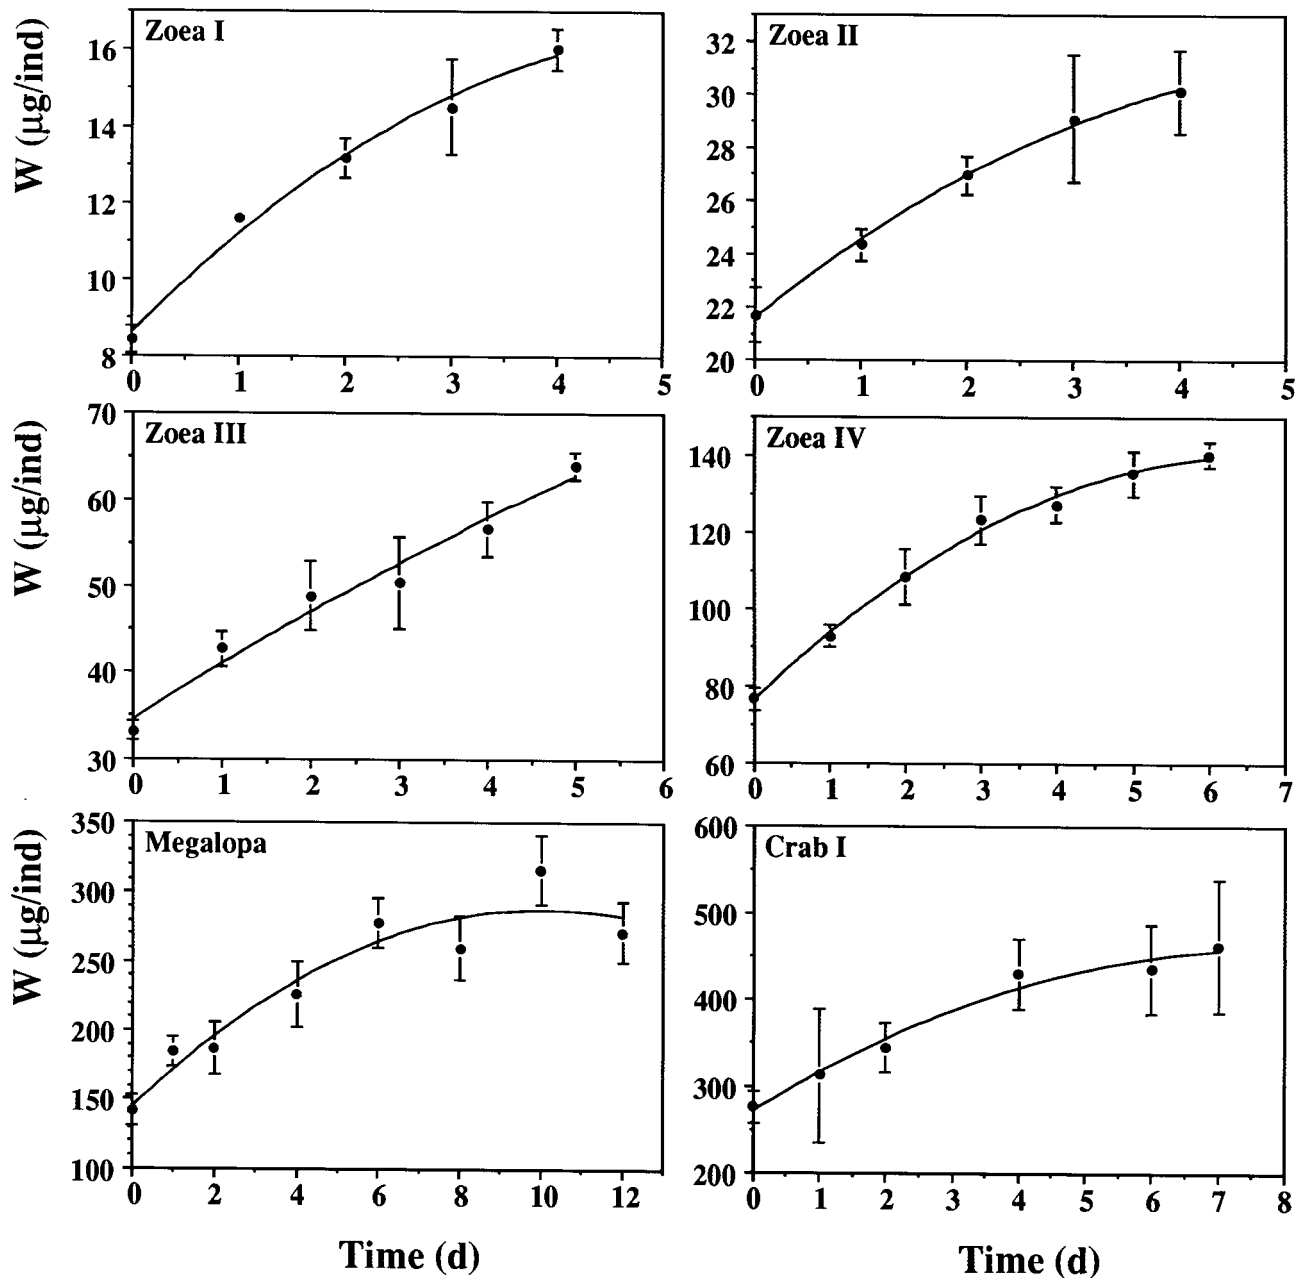 Zoea I
W (µg/ind)
16
14
12
10
8
0 1 2 3 4 5
Zoea II
32
30
28
26
24
22
20
0 1 2 3 4 5
Zoea III
W (µg/ind)
70
60
50
40
30
0 1 2 3 4 5 6
Zoea IV
140
120
100
80
60
0 1 2 3 4 5 6 7
Megalopa
W (µg/ind)
350
300
250
200
150
100
0 2 4 6 8 10 12
Time (d)
Crab I
600
500
400
300
200
0 1 2 3 4 5 6 7 8
Time (d)